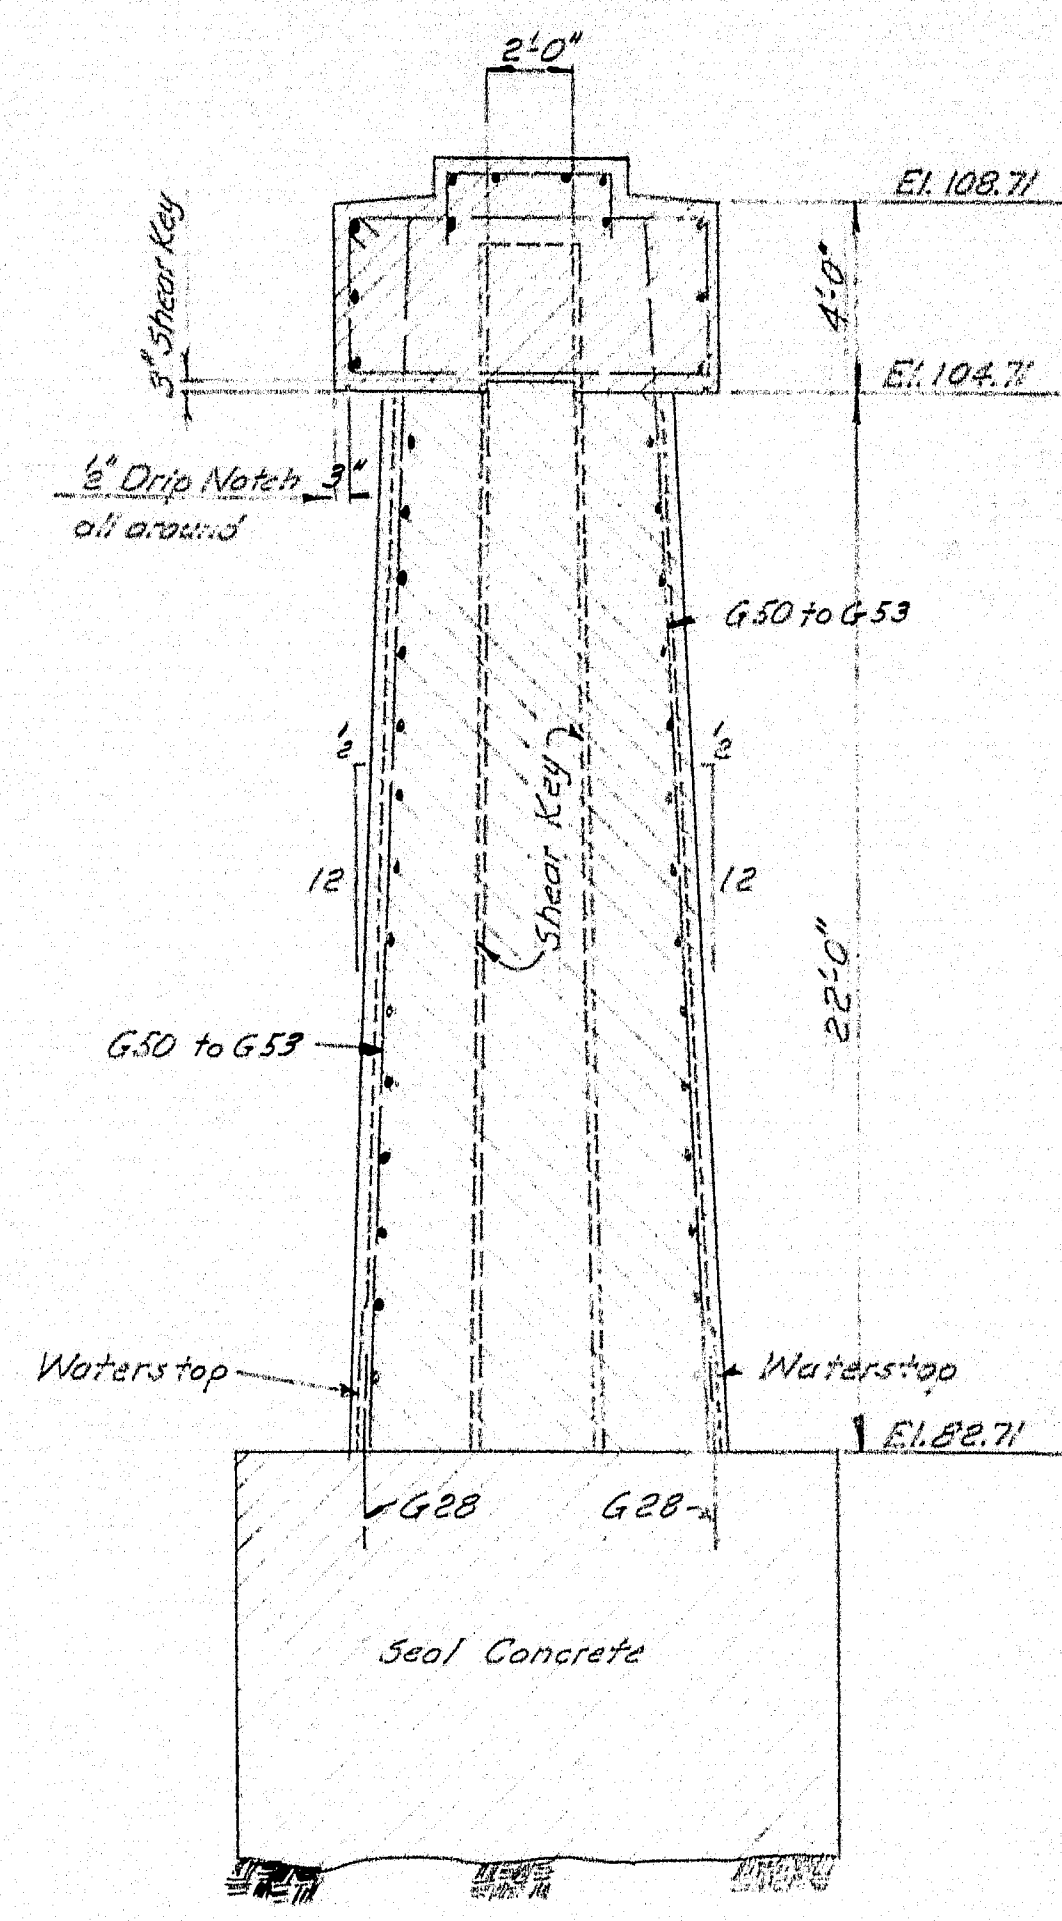 2'-0"
El. 108.71
3" Shear Key
4'-0"
El. 104.71
½" Drip Notch 3"
all around
G50 to G53
½
½
12
12
Shear Key
22'-0"
G50 to G53
Waterstop
Waterstop
El. 82.71
G28
G28
Seal Concrete